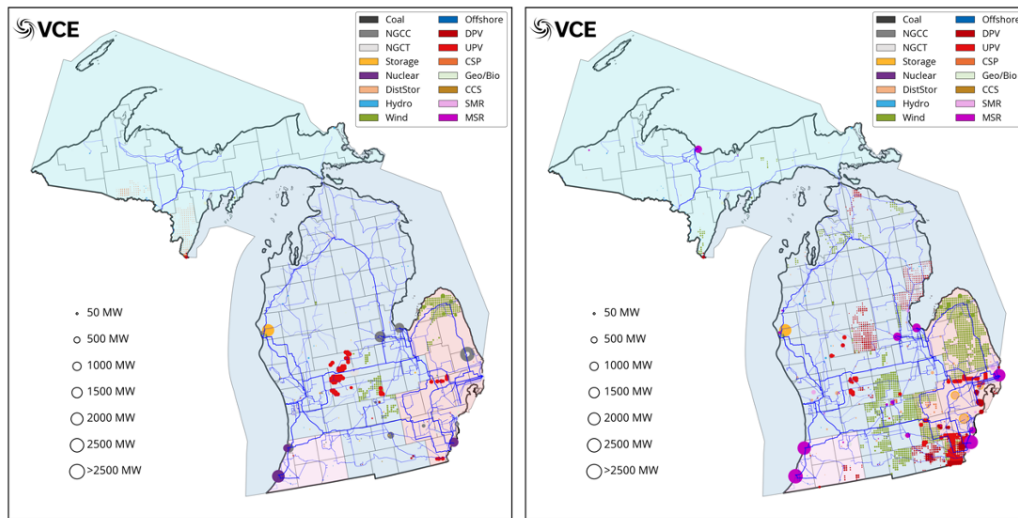 VCE
Coal Offshore
NGCC DPV
NGCT UPV
Storage CSP
Nuclear Geo/Bio
DistStor CCS
Hydro SMR
Wind MSR
50 MW
500 MW
1000 MW
1500 MW
2000 MW
2500 MW
>2500 MW
VCE
Coal Offshore
NGCC DPV
NGCT UPV
Storage CSP
Nuclear Geo/Bio
DistStor CCS
Hydro SMR
Wind MSR
50 MW
500 MW
1000 MW
1500 MW
2000 MW
2500 MW
>2500 MW